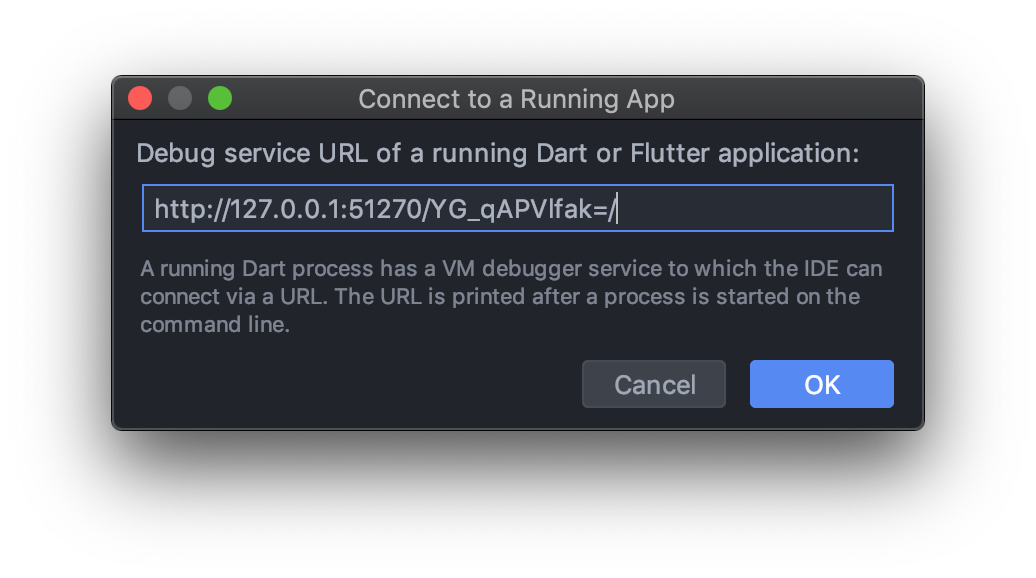 Connect to a Running App
Debug service URL of a running Dart or Flutter application:
http://127.0.0.1:51270/YG_qAPVlfak=/
A running Dart process has a VM debugger service to which the IDE can
connect via a URL. The URL is printed after a process is started on the
command line.
Cancel
OK